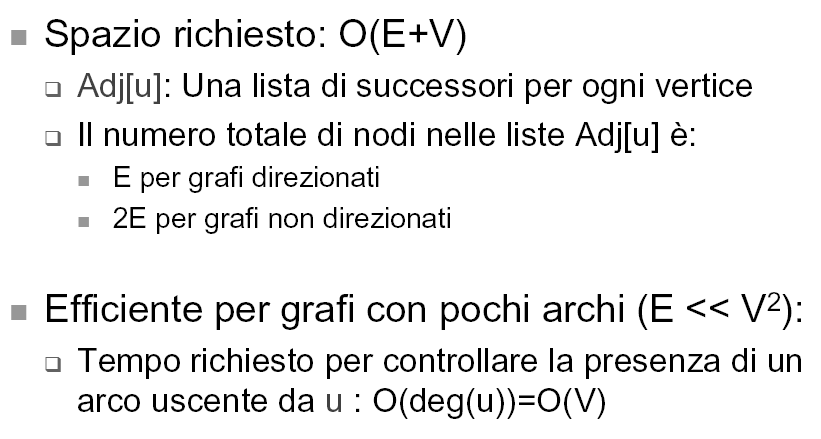 Spazio richiesto: O(E+V)
Adj[u]: Una lista di successori per ogni vertice
Il numero totale di nodi nelle liste Adj[u] è:
E per grafi direzionati
2E per grafi non direzionati
Efficiente per grafi con pochi archi (E << V²):
Tempo richiesto per controllare la presenza di un
arco uscente da u : O(deg(u))=O(V)